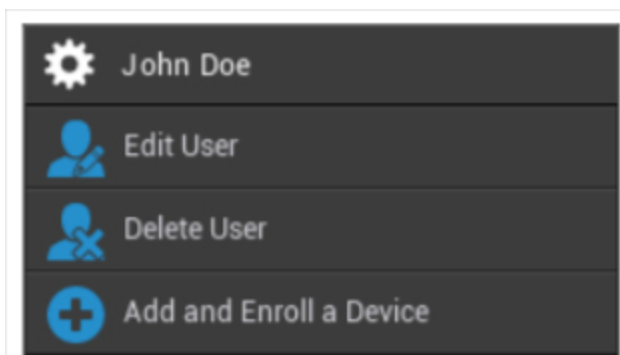 John Doe
Edit User
Delete User
Add and Enroll a Device